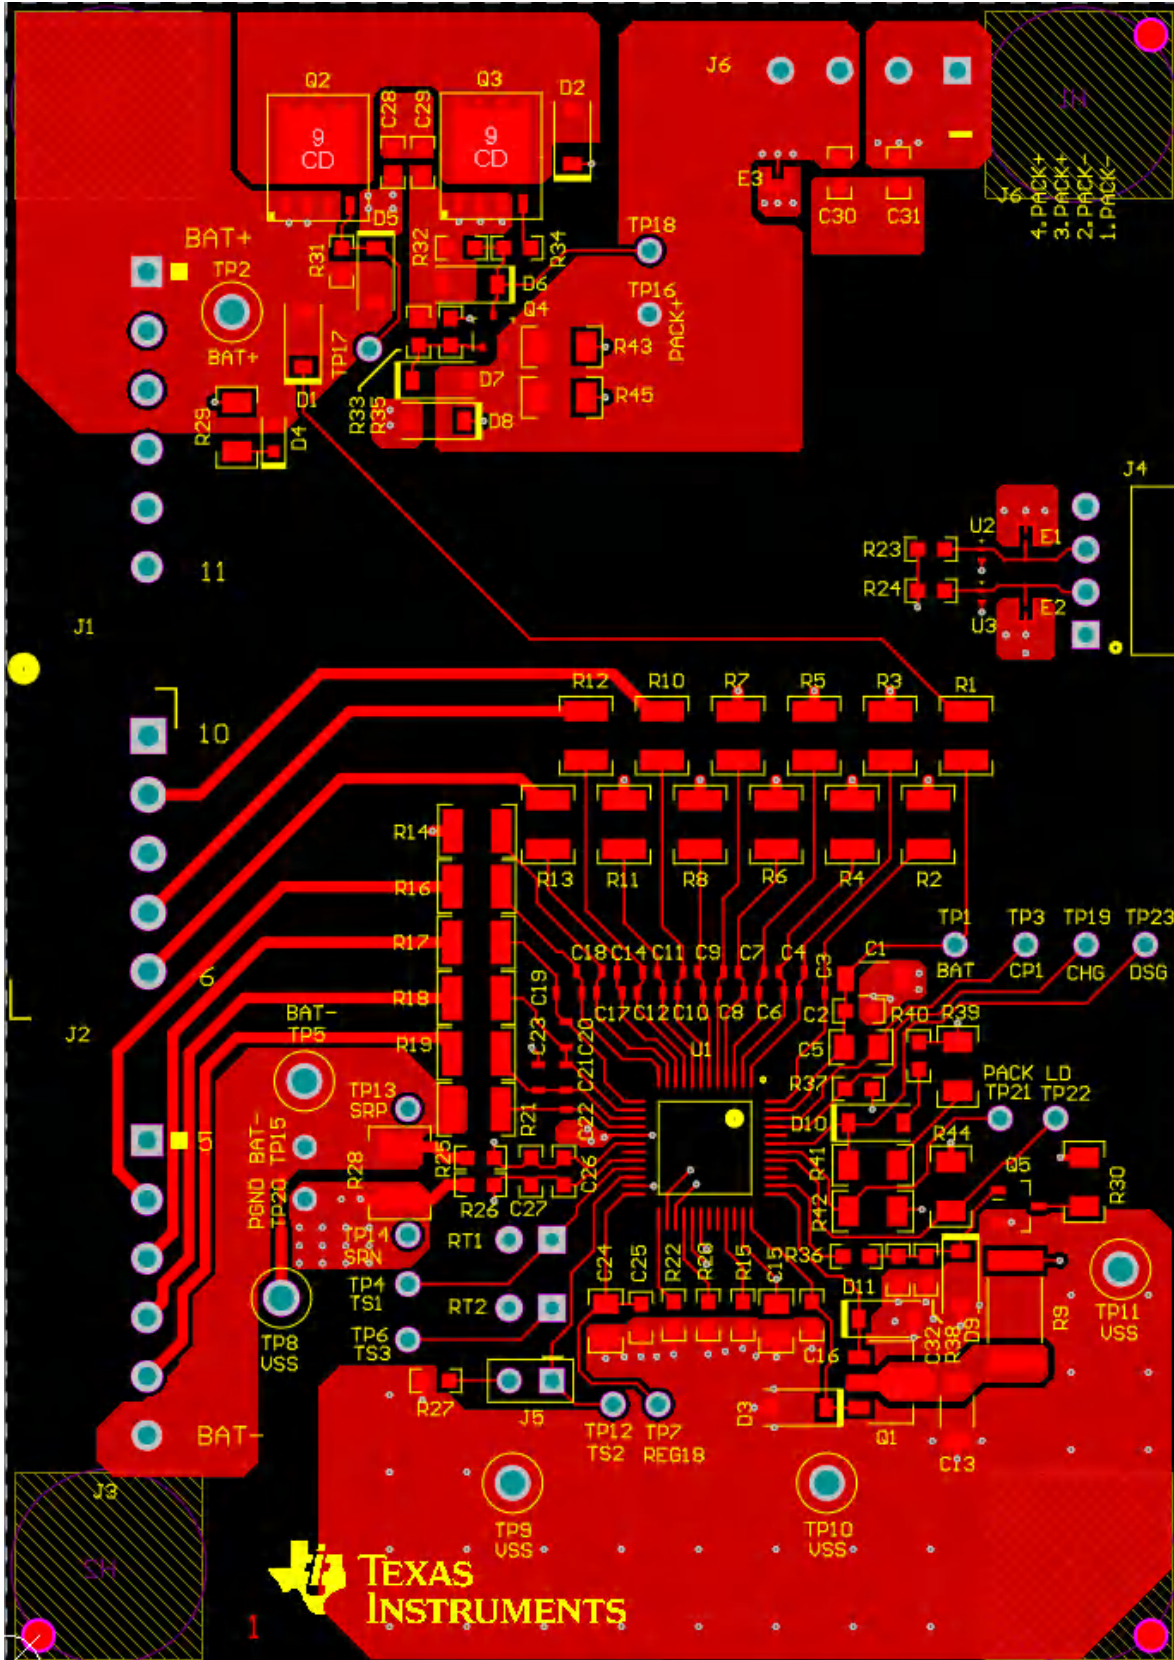 J6
Q2
Q3
D2
C28
C29
9
CD
9
CD
E3
C30
C31
J6
4.PACK+
3.PACK+
2.PACK-
1.PACK-
BAT+
TP2
BAT+
R31
D5
R32
R34
TP18
D6
Q4
TP16
PACK+
TP17
R43
R45
D1
R33
R35
D7
D8
R29
D4
J4
U2
E1
R23
R24
U3
E2
11
J1
10
R12
R10
R7
R5
R3
R1
R14
R13
R11
R8
R6
R4
R2
R16
R17
R18
R19
6
J2
BAT-
TP5
C18
C14
C11
C9
C7
C4
C3
C1
TP1
TP3
TP19
TP23
BAT
CP1
CHG
DSG
C19
C17
C12
C10
C8
C6
C2
R40
R39
C23
C20
C21
C22
U1
C5
R37
PACK
LD
TP21
TP22
D10
TP13
SRP
R21
5
BAT-
TP15
PGND
TP20
R28
R25
R26
C27
C26
R41
R42
R44
Q5
R30
TP14
SRN
RT1
RT2
TP4
TS1
TP6
TS3
TP8
VSS
C24
C25
R22
R20
R15
C15
R36
D11
C16
C32
R38
D9
R9
TP11
VSS
R27
J5
TP12
TS2
TP7
REG18
D3
Q1
C13
BAT-
J3
TP9
VSS
TP10
VSS
TEXAS
INSTRUMENTS
1